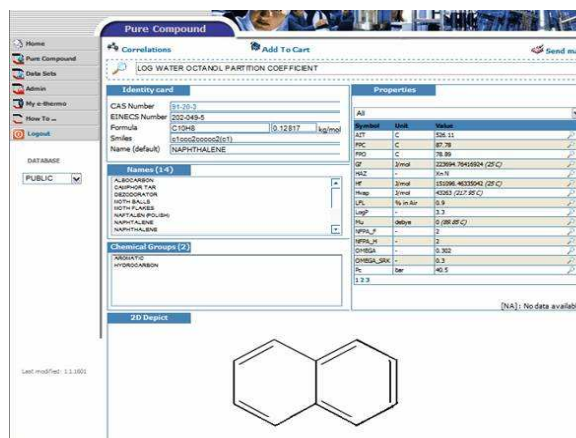 Pure Compound
Home
Pure Compound
Data Sets
Admin
My e-thermo
How To ...
Logout
DATABASE
PUBLIC
Last modified: 1.1.1601
Correlations
Add To Cart
Send
LOG WATER OCTANOL PARTITION COEFFICIENT
Identity card
CAS Number 91-20-3
EINECS Number 202-049-5
Formula C10H8 0.12817 kg/mol
Smiles c1ccc2ccccc2(c1)
Name (default) NAPHTHALENE
Names (14)
ALBOCARBON
CAMPHOR TAR
DEZODORATOR
MOTH BALLS
MOTH FLAKES
NAFTALEN (POLISH)
NAPHTALENE
NAPHTHALENE
Chemical Groups (2)
AROMATIC
HYDROCARBON
Properties
All
Symbol Unit Value
AIT C 526.11
FPC C 87.78
FPO C 78.89
Gf J/mol 223694.76416924 (25 C)
HAZ - Xn N
Hf J/mol 151096.46335042 (25 C)
Hvap J/mol 43263 (217.95 C)
LFL % in Air 0.9
LogP - 3.3
Mu debye 0 (89.85 C)
NFPA_F - 2
NFPA_H - 2
OMEGA - 0.302
OMEGA_SRK - 0.3
Pc bar 40.5
1 2 3
[NA] : No data
2D Depict